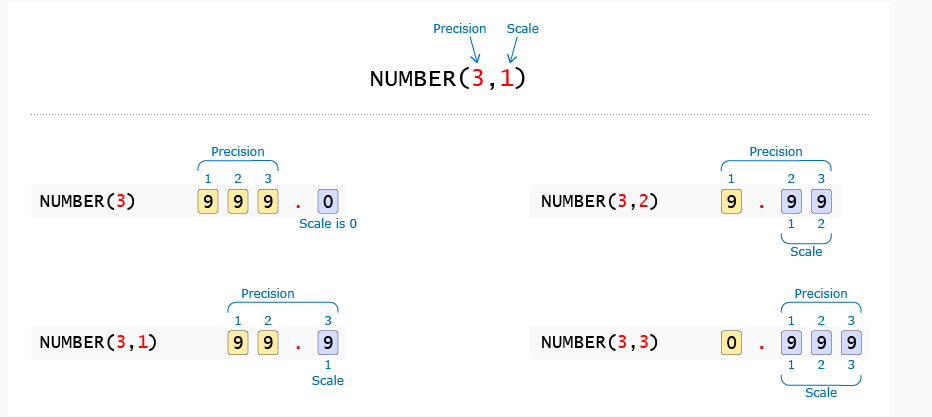 Precision Scale
NUMBER(3,1)
Precision
1 2 3
NUMBER(3) 9 9 9 . 0
Scale is 0
Precision
1 2 3
NUMBER(3,2) 9 . 9 9
1 2
Scale
Precision
1 2 3
NUMBER(3,1) 9 9 . 9
1
Scale
Precision
1 2 3
NUMBER(3,3) 0 . 9 9 9
1 2 3
Scale